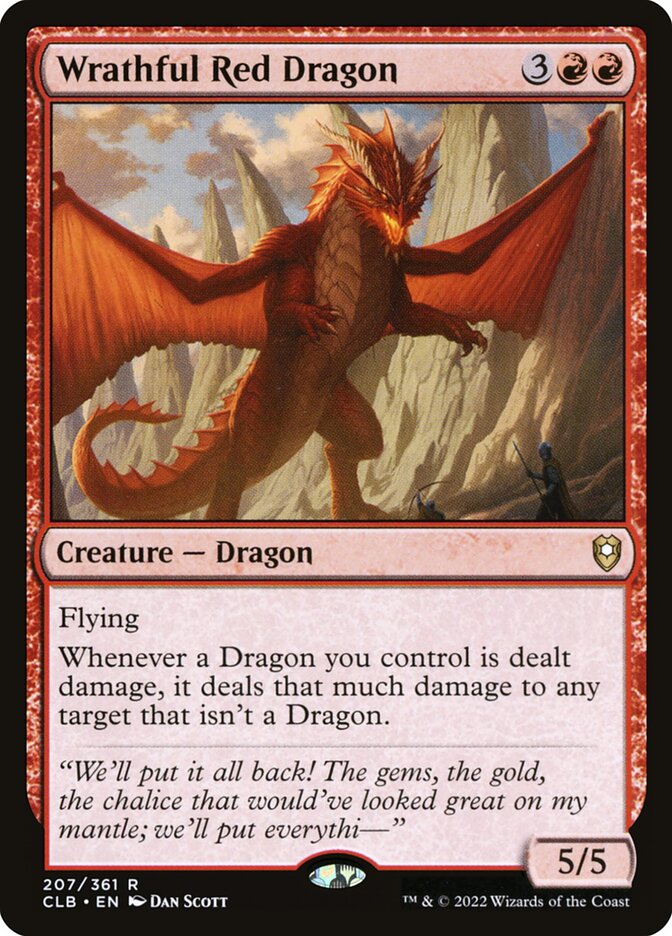 Wrathful Red Dragon 3
Creature — Dragon
Flying
Whenever a Dragon you control is dealt
damage, it deals that much damage to any
target that isn't a Dragon.
“We'll put it all back! The gems, the gold,
the chalice that would've looked great on my
mantle; we'll put everythi—”
5/5
207/361 R
CLB • EN Dan Scott
™ & © 2022 Wizards of the Coast